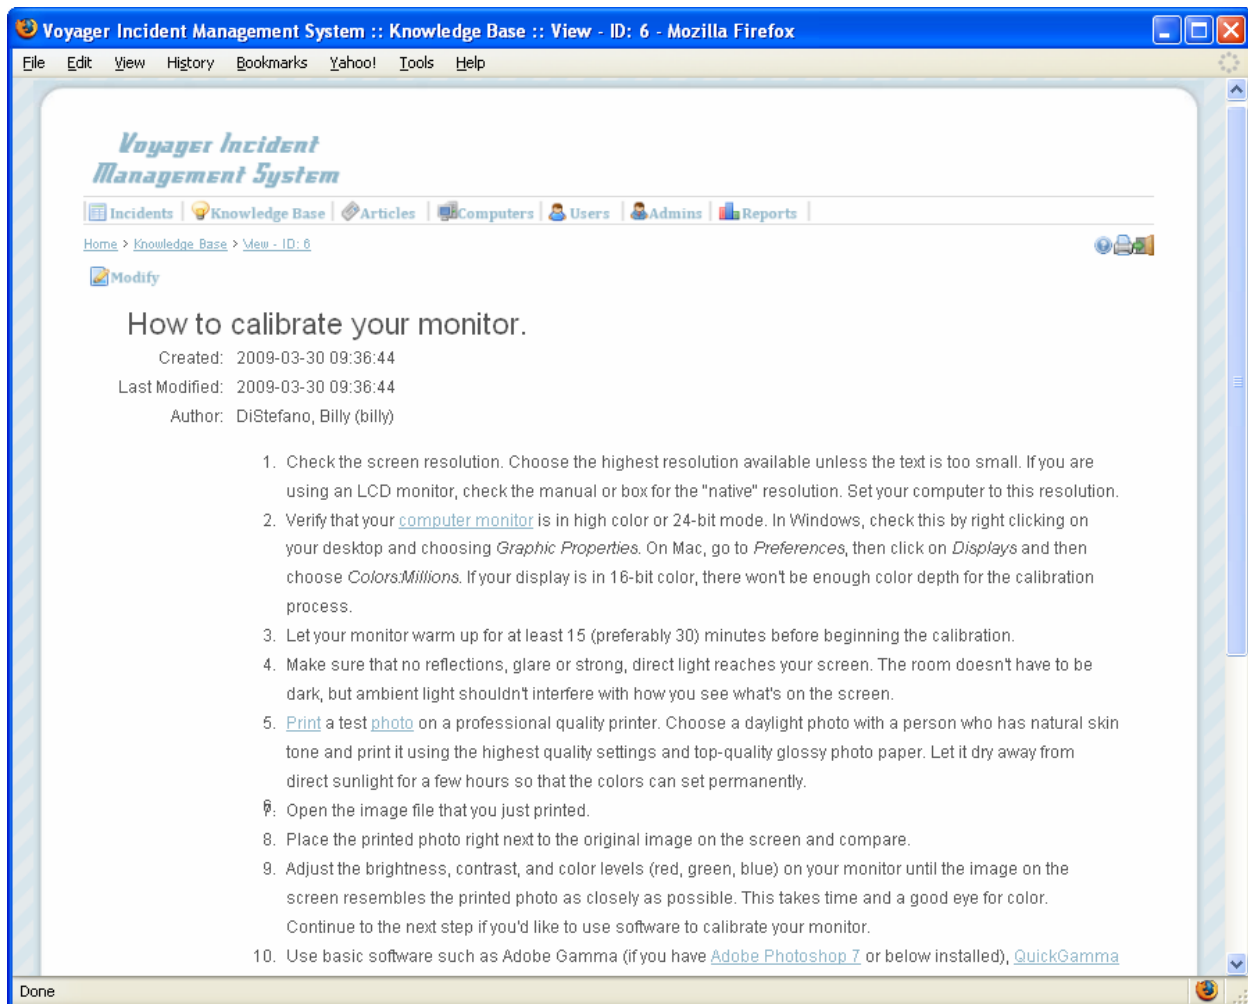 Voyager Incident Management System :: Knowledge Base :: View - ID: 6 - Mozilla Firefox
File Edit View History Bookmarks Yahoo! Tools Help
Voyager Incident
Management System
Incidents Knowledge Base Articles Computers Users Admins Reports
Home > Knowledge Base > View - ID: 6
Modify
How to calibrate your monitor.
Created: 2009-03-30 09:36:44
Last Modified: 2009-03-30 09:36:44
Author: DiStefano, Billy (billy)
1. Check the screen resolution. Choose the highest resolution available unless the text is too small. If you are
using an LCD monitor, check the manual or box for the "native" resolution. Set your computer to this resolution.
2. Verify that your computer monitor is in high color or 24-bit mode. In Windows, check this by right clicking on
your desktop and choosing Graphic Properties. On Mac, go to Preferences, then click on Displays and then
choose Colors:Millions. If your display is in 16-bit color, there won't be enough color depth for the calibration
process.
3. Let your monitor warm up for at least 15 (preferably 30) minutes before beginning the calibration.
4. Make sure that no reflections, glare or strong, direct light reaches your screen. The room doesn't have to be
dark, but ambient light shouldn't interfere with how you see what's on the screen.
5. Print a test photo on a professional quality printer. Choose a daylight photo with a person who has natural skin
tone and print it using the highest quality settings and top-quality glossy photo paper. Let it dry away from
direct sunlight for a few hours so that the colors can set permanently.
6.
7. Open the image file that you just printed.
8. Place the printed photo right next to the original image on the screen and compare.
9. Adjust the brightness, contrast, and color levels (red, green, blue) on your monitor until the image on the
screen resembles the printed photo as closely as possible. This takes time and a good eye for color.
Continue to the next step if you'd like to use software to calibrate your monitor.
10. Use basic software such as Adobe Gamma (if you have Adobe Photoshop 7 or below installed), QuickGamma
Done